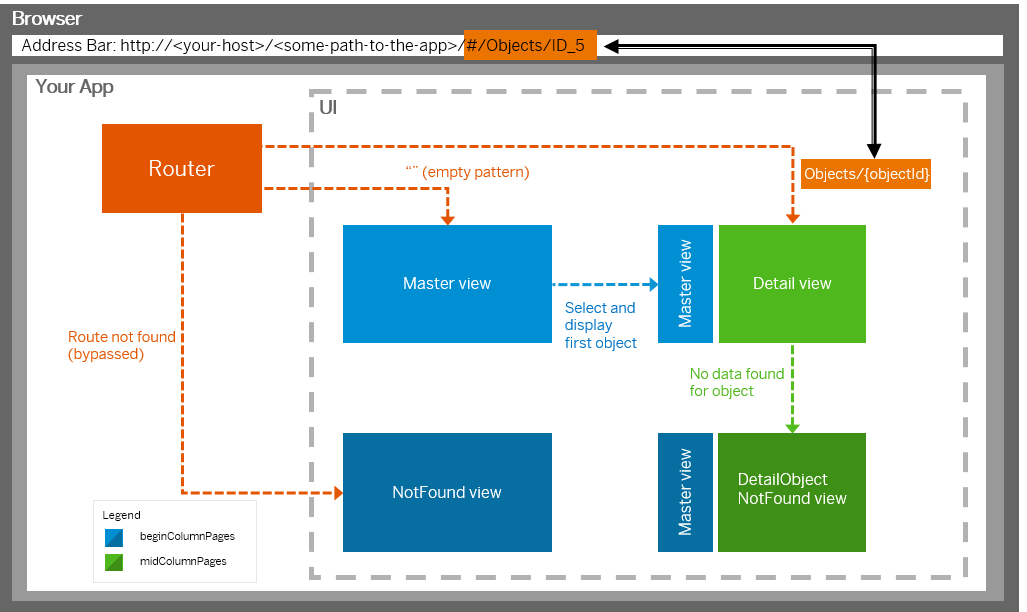 Browser
Address Bar: http://<your-host>/<some-path-to-the-app>/#/Objects/ID_5
Your App
UI
Router
“” (empty pattern)
Objects/{objectId}
Master view
Master view
Detail view
Select and
display
first object
Route not found
(bypassed)
No data found
for object
NotFound view
Master view
DetailObject
NotFound view
Legend
beginColumnPages
midColumnPages